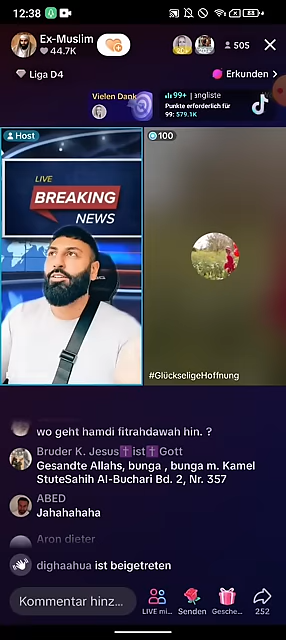 12:38
Ex-Muslim
44.7K
505
Liga D4
Erkunden >
Vielen Dank
99+ | angliste
Punkte erforderlich für
99: 579.1K
Host
100
LIVE
BREAKING
NEWS
#GlückseligeHoffnung
wo geht hamdi fitrahdawah hin. ?
Bruder K. Jesus✝️ist✝️Gott
Gesandte Allahs, bunga , bunga m. Kamel
StuteSahih Al-Buchari Bd. 2, Nr. 357
ABED
Jahahahaha
Aron dieter
dighaahua ist beigetreten
Kommentar hinz...
LIVE mi...
Senden
Gesche...
252